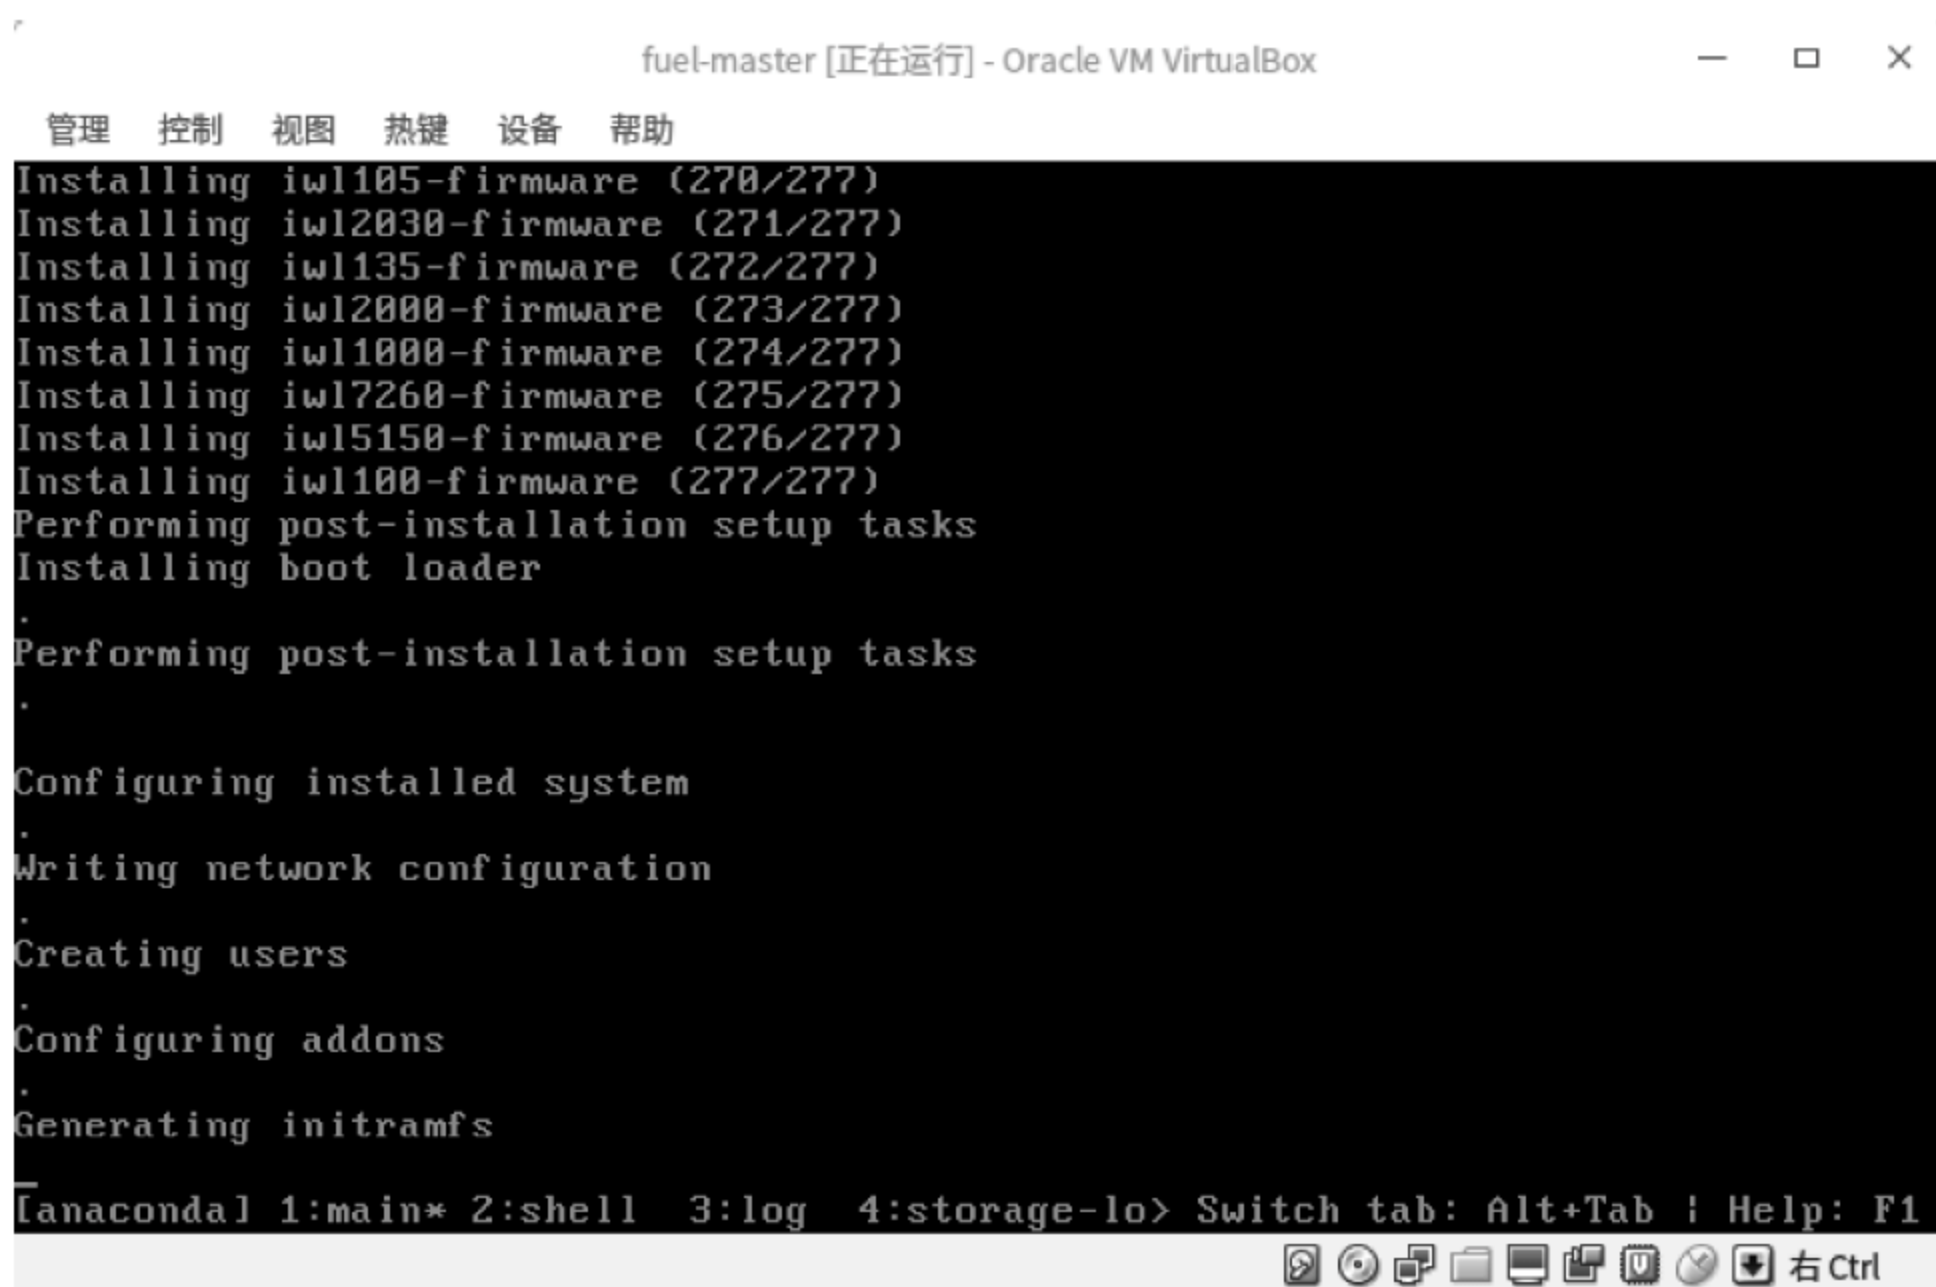 fuel-master [正在运行] - Oracle VM VirtualBox
管理 控制 视图 热键 设备 帮助
Installing iwl105-firmware (270/277)
Installing iwl2030-firmware (271/277)
Installing iwl135-firmware (272/277)
Installing iwl2000-firmware (273/277)
Installing iwl1000-firmware (274/277)
Installing iwl7260-firmware (275/277)
Installing iwl5150-firmware (276/277)
Installing iwl100-firmware (277/277)
Performing post-installation setup tasks
Installing boot loader
.
Performing post-installation setup tasks
.
Configuring installed system
.
Writing network configuration
.
Creating users
.
Configuring addons
.
Generating initramfs
[anaconda] 1:main* 2:shell  3:log  4:storage-lo> Switch tab: Alt+Tab | Help: F1
右 Ctrl